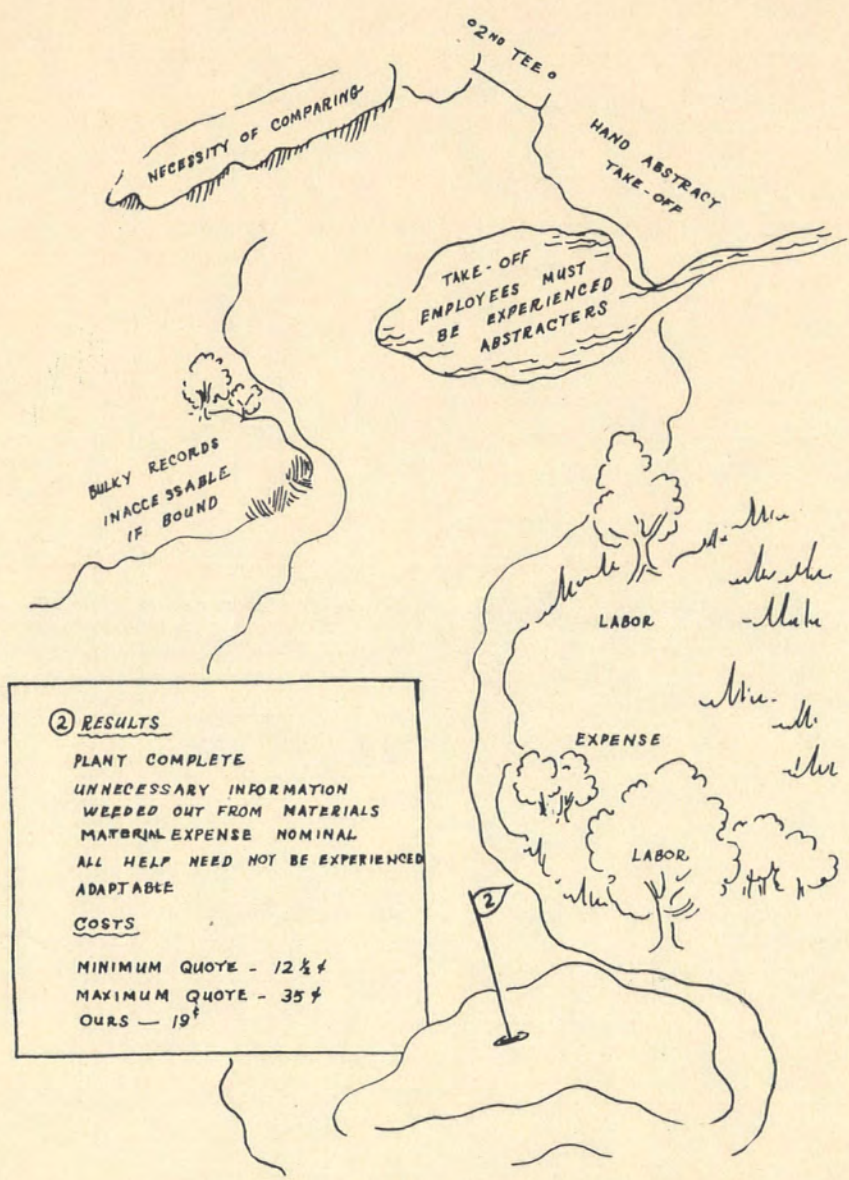 2ND TEE
NECESSITY OF COMPARING
HAND ABSTRACT
TAKE-OFF
TAKE-OFF
EMPLOYEES MUST
BE EXPERIENCED
ABSTRACTERS
BULKY RECORDS
INACCESSABLE
IF BOUND
LABOR
EXPENSE
LABOR
2
② RESULTS
PLANT COMPLETE
UNNECESSARY INFORMATION
WEEDED OUT FROM MATERIALS
MATERIAL EXPENSE NOMINAL
ALL HELP NEED NOT BE EXPERIENCED
ADAPTABLE
COSTS
MINIMUM QUOTE - 12½¢
MAXIMUM QUOTE - 35¢
OURS — 19¢